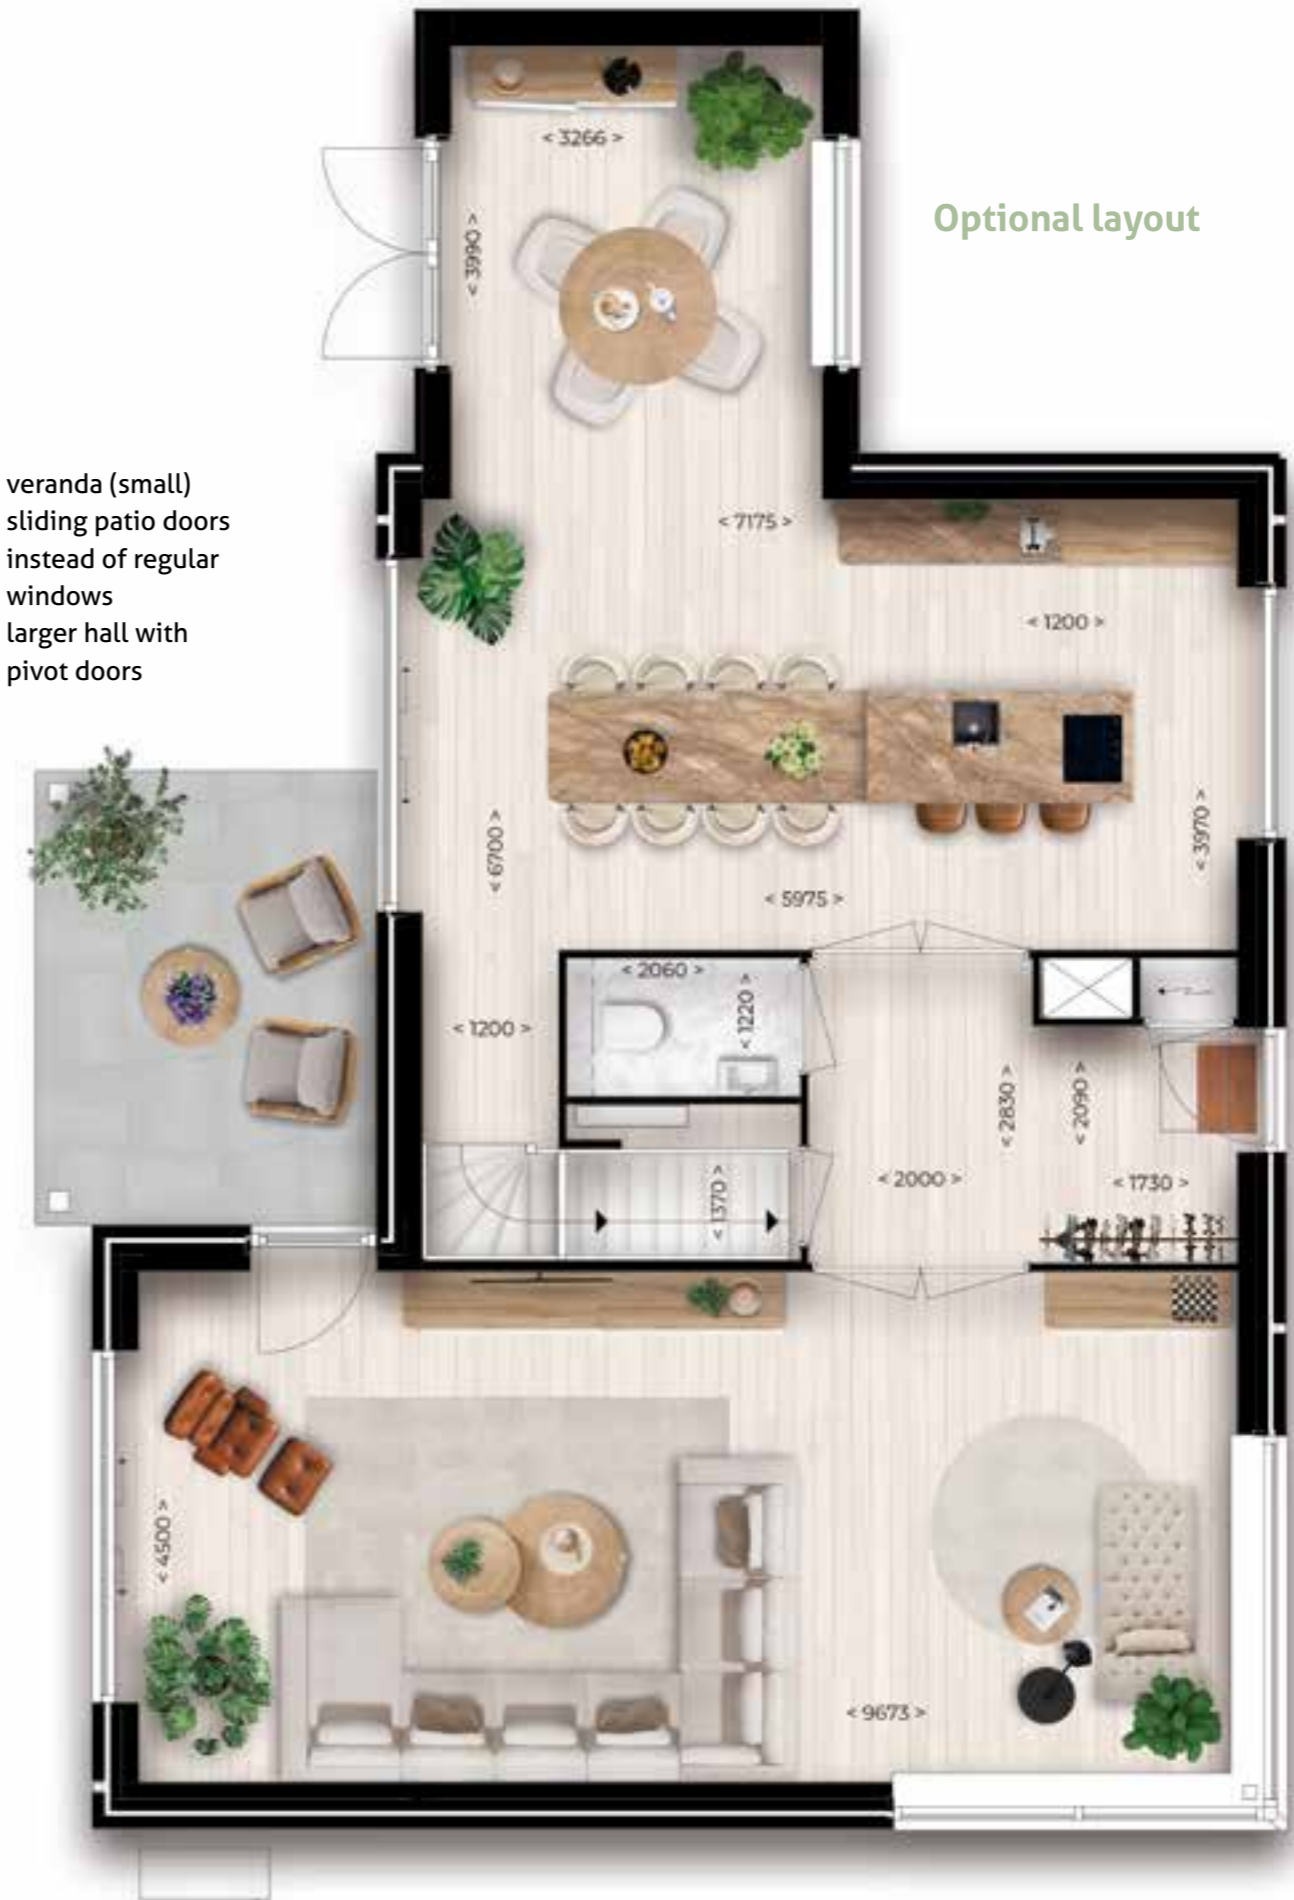 < 3266 >
< 3990 >
Optional layout
veranda (small)
sliding patio doors
instead of regular
windows
larger hall with
pivot doors
< 7175 >
< 1200 >
< 6700 >
< 3970 >
< 5975 >
< 2060 >
< 1220 >
< 1200 >
< 2830 >
< 2090 >
< 1370 >
< 2000 >
< 1730 >
< 4500 >
< 9673 >